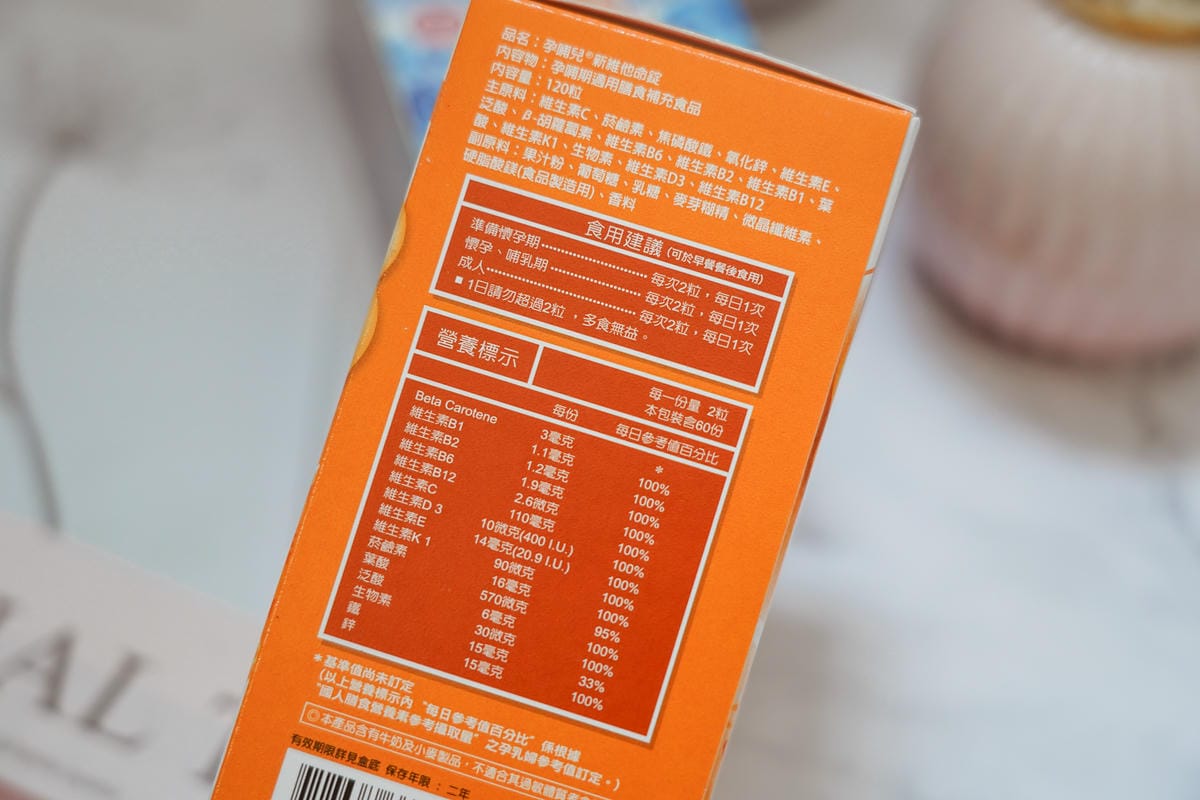 品名：孕哺兒®新維他命錠
內容物：孕哺期適用膳食補充食品
內容量：120粒
主原料：維生素C、菸鹼素、焦磷酸鐵、氧化鋅、維生素E、
泛酸、β-胡蘿蔔素、維生素B6、維生素B2、維生素B1、葉
酸、維生素K1、生物素、維生素D3、維生素B12
副原料：果汁粉、葡萄糖、乳糖、麥芽糊精、微晶纖維素、
硬脂酸鎂(食品製造用)、香料
食用建議(可於早餐餐後食用)
準備懷孕期 每次2粒，每日1次
懷孕、哺乳期 每次2粒，每日1次
成人 每次2粒，每日1次
■ 1日請勿超過2粒，多食無益。
營養標示
每一份量 2粒
本包裝含60份
每份 每日參考值百分比
Beta Carotene 3毫克 *
維生素B1 1.1毫克 100%
維生素B2 1.2毫克 100%
維生素B6 1.9毫克 100%
維生素B12 2.6微克 100%
維生素C 110毫克 100%
維生素D 3 10微克(400 I.U.) 100%
維生素E 14毫克(20.9 I.U.) 100%
維生素K 1 90微克 100%
菸鹼素 16毫克 100%
葉酸 570微克 95%
泛酸 6毫克 100%
生物素 30微克 100%
鐵 15毫克 33%
鋅 15毫克 100%
*基準值尚未訂定
(以上營養標示內 "每日參考值百分比" 係根據
"國人膳食營養素參考攝取量" 之孕乳婦參考值訂定。)
◎本產品含有牛奶及小麥製品，不適合其過敏體質者食
有效期限詳見盒底 保存年限：二年